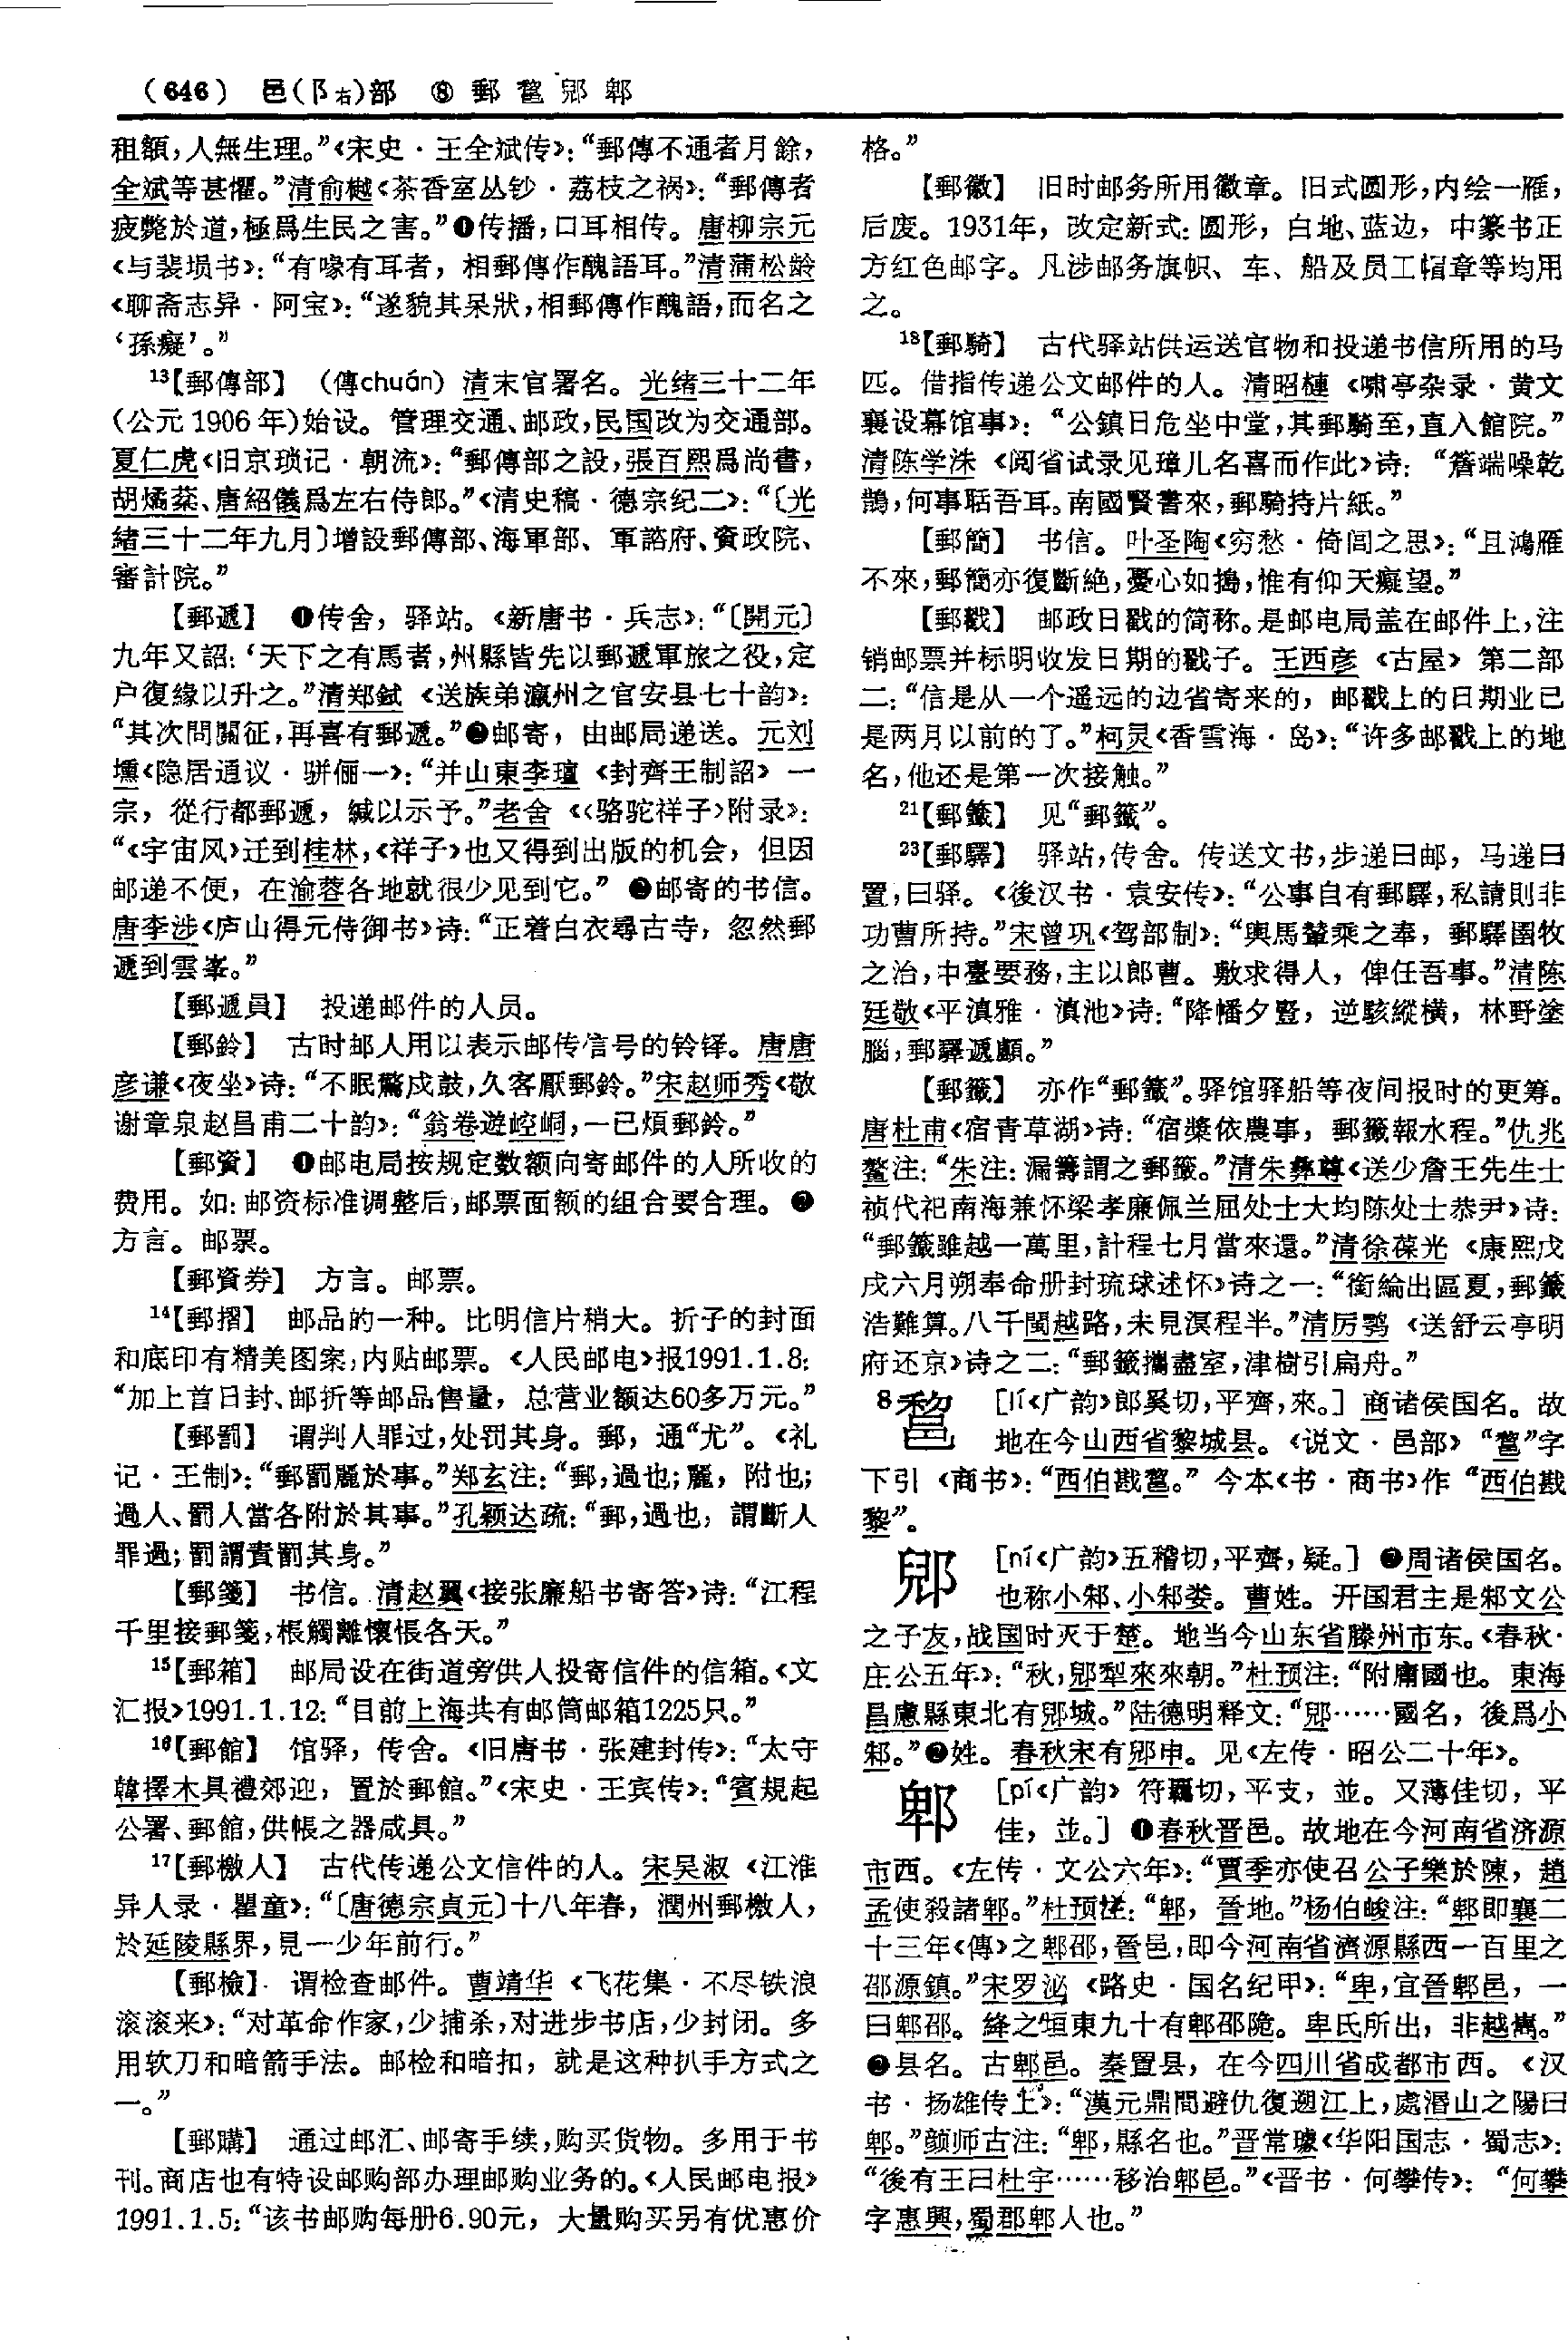 （646） 邑(阝右)部 ⑧ 郵 𨛫 郳 郫
租額，人無生理。”《宋史·王全斌传》：“郵傳不通者月餘，
全斌等甚懼。”清俞樾《茶香室丛钞·荔枝之祸》：“郵傳者
疲斃於道，極爲生民之害。”❶传播，口耳相传。唐柳宗元
《与裴埙书》：“有喙有耳者，相郵傳作醜語耳。”清蒲松龄
《聊斋志异·阿宝》：“遂貌其呆狀，相郵傳作醜語，而名之
‘孫癡’。”
13【郵傳部】（傳chuán）清末官署名。光绪三十二年
（公元1906年）始设。管理交通、邮政，民国改为交通部。
夏仁虎《旧京琐记·朝流》：“郵傳部之設，張百熙爲尚書，
胡燏棻、唐紹儀爲左右侍郎。”《清史稿·德宗纪二》：“〔光
緒三十二年九月〕增設郵傳部、海軍部、軍諮府、資政院、
審計院。”
【郵遞】 ❶传舍，驿站。《新唐书·兵志》：“〔開元〕
九年又詔：‘天下之有馬者，州縣皆先以郵遞軍旅之役，定
户復緣以升之。”清郑鉽《送族弟瀛州之官安县七十韵》：
“其次問關征，再喜有郵遞。”❷邮寄，由邮局递送。元刘
壎《隐居通议·骈俪一》：“并山東李璮《封齊王制詔》一
宗，從行都郵遞，緘以示予。”老舍《〈骆驼祥子〉附录》：
“《宇宙风》迁到桂林，《祥子》也又得到出版的机会，但因
邮递不便，在渝蓉各地就很少见到它。”❷邮寄的书信。
唐李涉《庐山得元侍御书》诗：“正着白衣尋古寺，忽然郵
遞到雲峯。”
【郵遞員】 投递邮件的人员。
【郵鈴】 古时邮人用以表示邮传信号的铃铎。唐唐
彦谦《夜坐》诗：“不眠驚戍鼓，久客厭郵鈴。”宋赵师秀《敬
谢章泉赵昌甫二十韵》：“翁卷遊崆峒，一已煩郵鈴。”
【郵資】 ❶邮电局按规定数额向寄邮件的人所收的
费用。如：邮资标准调整后，邮票面额的组合要合理。❷
方言。邮票。
【郵資券】 方言。邮票。
14【郵摺】 邮品的一种。比明信片稍大。折子的封面
和底印有精美图案，内贴邮票。《人民邮电》报1991.1.8：
“加上首日封、邮折等邮品售量，总营业额达60多万元。”
【郵罰】 谓判人罪过，处罚其身。郵，通“尤”。《礼
记·王制》：“郵罰麗於事。”郑玄注：“郵，過也；麗，附也；
過人、罰人當各附於其事。”孔颖达疏：“郵，過也，謂斷人
罪過；罰謂責罰其身。”
【郵箋】 书信。清赵翼《接张廉船书寄答》诗：“江程
千里接郵箋，棖觸離懷悵各天。”
15【郵箱】 邮局设在街道旁供人投寄信件的信箱。《文
汇报》1991.1.12：“目前上海共有邮筒邮箱1225只。”
16【郵館】 馆驿，传舍。《旧唐书·张建封传》：“太守
韓擇木具禮郊迎，置於郵館。”《宋史·王宾传》：“賓規起
公署、郵館，供帳之器咸具。”
17【郵檄人】 古代传递公文信件的人。宋吴淑《江淮
异人录·瞿童》：“〔唐德宗貞元〕十八年春，潤州郵檄人，
於延陵縣界，見一少年前行。”
【郵檢】 谓检查邮件。曹靖华《飞花集·不尽铁浪
滚滚来》：“对革命作家，少捕杀，对进步书店，少封闭。多
用软刀和暗箭手法。邮检和暗扣，就是这种扒手方式之
一。”
【郵購】 通过邮汇、邮寄手续，购买货物。多用于书
刊。商店也有特设邮购部办理邮购业务的。《人民邮电报》
1991.1.5：“该书邮购每册6.90元，大量购买另有优惠价
格。”
【郵徽】 旧时邮务所用徽章。旧式圆形，内绘一雁，
后废。1931年，改定新式：圆形，白地、蓝边，中篆书正
方红色邮字。凡涉邮务旗帜、车、船及员工帽章等均用
之。
18【郵騎】 古代驿站供运送官物和投递书信所用的马
匹。借指传递公文邮件的人。清昭槤《啸亭杂录·黄文
襄设幕馆事》：“公鎮日危坐中堂，其郵騎至，直入館院。”
清陈学洙《闽省试录见璋儿名喜而作此》诗：“簷端噪乾
鵲，何事聒吾耳。南國賢書來，郵騎持片紙。”
【郵簡】 书信。叶圣陶《穷愁·倚闾之思》：“且鴻雁
不來，郵簡亦復斷絶，憂心如搗，惟有仰天癡望。”
【郵戳】 邮政日戳的简称。是邮电局盖在邮件上，注
销邮票并标明收发日期的戳子。王西彦《古屋》第二部
二：“信是从一个遥远的边省寄来的，邮戳上的日期业已
是两月以前的了。”柯灵《香雪海·岛》：“许多邮戳上的地
名，他还是第一次接触。”
21【郵籤】 见“郵籤”。
23【郵驛】 驿站，传舍。传送文书，步递曰邮，马递曰
置，曰驿。《後汉书·袁安传》：“公事自有郵驛，私請則非
功曹所持。”宋曾巩《驾部制》：“輿馬輦乘之奉，郵驛圉牧
之治，中臺要務，主以郎曹。敷求得人，俾任吾事。”清陈
廷敬《平滇雅·滇池》诗：“降幡夕豎，逆駭縱横，林野塗
腦，郵驛遞顱。”
【郵籤】 亦作“郵籤”。驿馆驿船等夜间报时的更筹。
唐杜甫《宿青草湖》诗：“宿槳依農事，郵籤報水程。”仇兆
鳌注：“朱注：漏籌謂之郵籤。”清朱彝尊《送少詹王先生士
祯代祀南海兼怀梁孝廉佩兰屈处士大均陈处士恭尹》诗：
“郵籤雖越一萬里，計程七月當來還。”清徐葆光《康熙戊
戌六月朔奉命册封琉球述怀》诗之一：“銜綸出區夏，郵籤
浩難算。八千閩越路，未見溟程半。”清厉鹗《送舒云亭明
府还京》诗之二：“郵籤攜盡室，津樹引扁舟。”
8𨛫 ［lí《广韵》郎奚切，平齊，來。］商诸侯国名。故
地在今山西省黎城县。《说文·邑部》“𨛫”字
下引《商书》：“西伯戡𨛫。”今本《书·商书》作“西伯戡
黎”。
郳 ［ní《广韵》五稽切，平齊，疑。］❷周诸侯国名。
也称小邾、小邾娄。曹姓。开国君主是邾文公
之子友，战国时灭于楚。地当今山东省滕州市东。《春秋·
庄公五年》：“秋，郳犁來來朝。”杜预注：“附庸國也。東海
昌慮縣東北有郳城。”陆德明释文：“郳……國名，後爲小
邾。”❷姓。春秋宋有郳申。见《左传·昭公二十年》。
郫 ［pí《广韵》符羈切，平支，並。又薄佳切，平
佳，並。］❶春秋晋邑。故地在今河南省济源
市西。《左传·文公六年》：“賈季亦使召公子樂於陳，趙
孟使殺諸郫。”杜预注：“郫，晉地。”杨伯峻注：“郫即襄二
十三年《傳》之郫邵，晉邑，即今河南省濟源縣西一百里之
邵源鎮。”宋罗泌《路史·国名纪甲》：“卑，宜晉郫邑，一
曰郫邵。絳之垣東九十有郫邵隃。卑氏所出，非越嶲。”
❷县名。古郫邑。秦置县，在今四川省成都市西。《汉
书·扬雄传上》：“漢元鼎間避仇復遡江上，處湣山之陽曰
郫。”颜师古注：“郫，縣名也。”晋常璩《华阳国志·蜀志》：
“後有王曰杜宇……移治郫邑。”《晋书·何攀传》：“何攀
字惠興，蜀郡郫人也。”